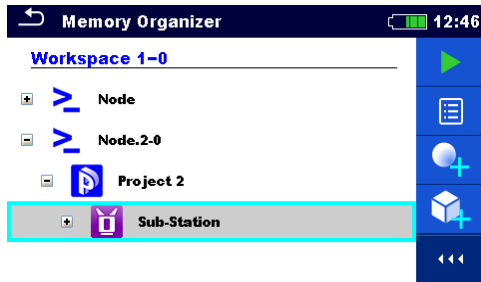 Memory Organizer 12:46
Workspace 1-0
Node
Node.2-0
Project 2
Sub-Station